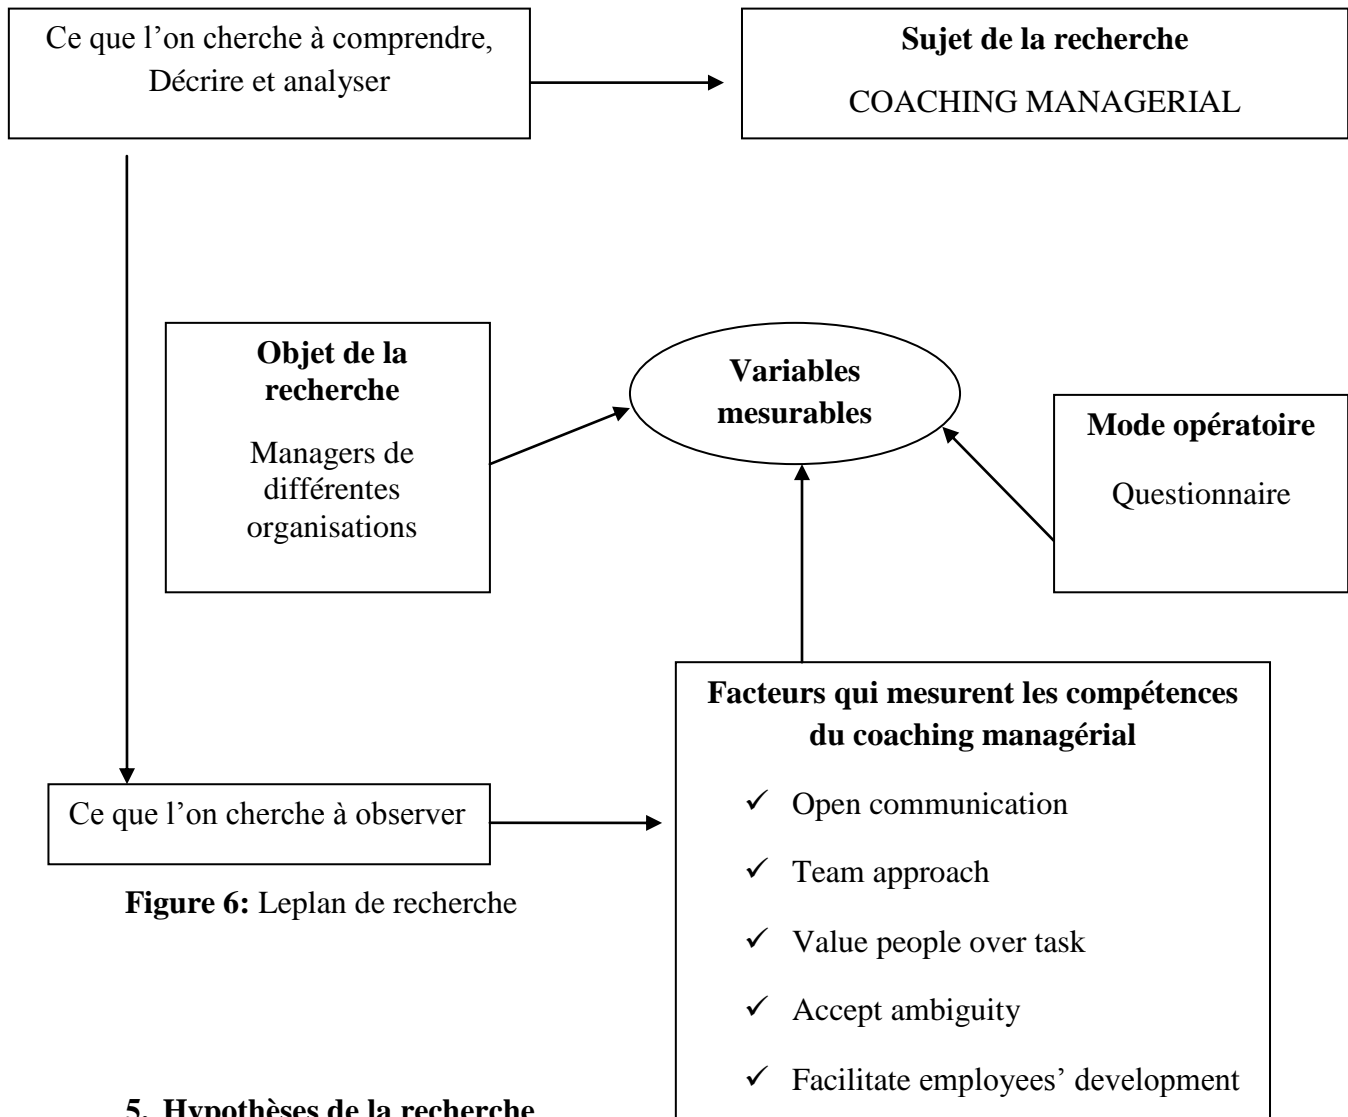 Ce que l’on cherche à comprendre,
Décrire et analyser
Sujet de la recherche
COACHING MANAGERIAL
Objet de la
recherche
Managers de
différentes
organisations
Variables
mesurables
Mode opératoire
Questionnaire
Facteurs qui mesurent les compétences
du coaching managérial
✓ Open communication
✓ Team approach
✓ Value people over task
✓ Accept ambiguity
✓ Facilitate employees’ development
Ce que l’on cherche à observer
Figure 6: Leplan de recherche
5. Hypothèses de la recherche